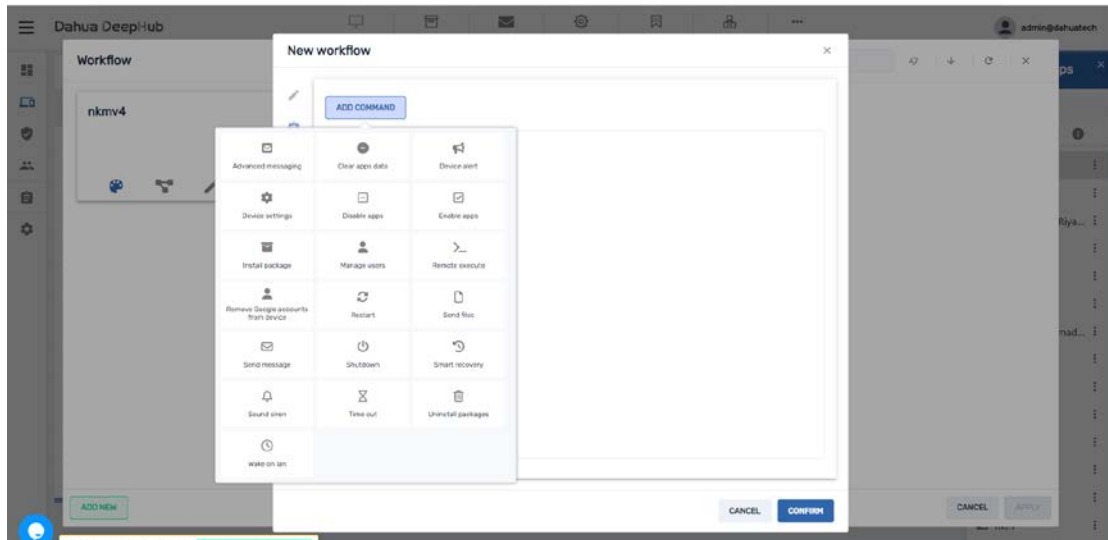 Dahua DeepHub
admin@dahuatech
Workflow
New workflow
ps
nkmv4
ADD COMMAND
Advanced messaging
Clear apps data
Device alert
Device settings
Disable apps
Enable apps
Riya...
Install package
Manage users
Remote execute
Remove Google accounts
from device
Restart
Send files
mad...
Send message
Shutdown
Smart recovery
Sound siren
Time out
Uninstall packages
Wake on lan
ADD NEW
CANCEL
CONFIRM
CANCEL
APPLY